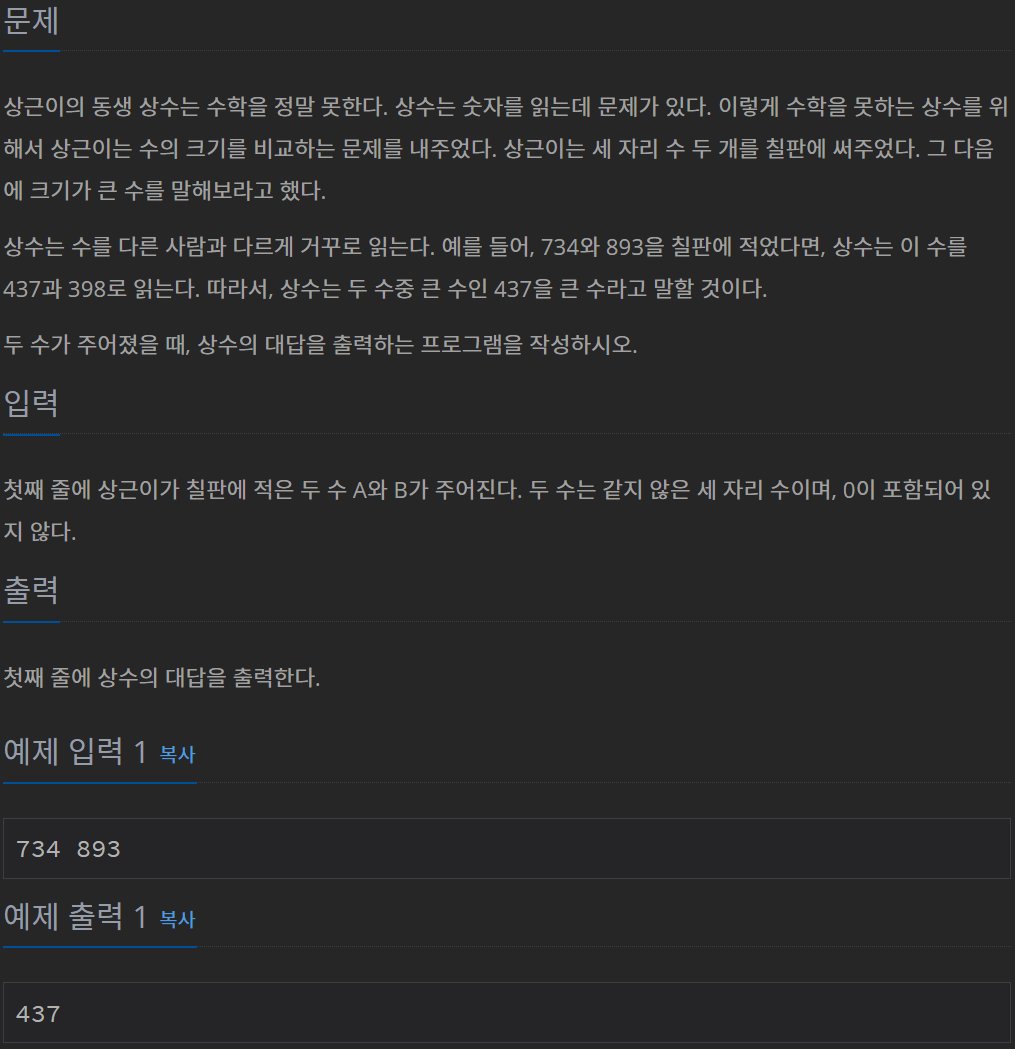 문제
상근이의 동생 상수는 수학을 정말 못한다. 상수는 숫자를 읽는데 문제가 있다. 이렇게 수학을 못하는 상수를 위
해서 상근이는 수의 크기를 비교하는 문제를 내주었다. 상근이는 세 자리 수 두 개를 칠판에 써주었다. 그 다음
에 크기가 큰 수를 말해보라고 했다.
상수는 수를 다른 사람과 다르게 거꾸로 읽는다. 예를 들어, 734와 893을 칠판에 적었다면, 상수는 이 수를
437과 398로 읽는다. 따라서, 상수는 두 수중 큰 수인 437을 큰 수라고 말할 것이다.
두 수가 주어졌을 때, 상수의 대답을 출력하는 프로그램을 작성하시오.
입력
첫째 줄에 상근이가 칠판에 적은 두 수 A와 B가 주어진다. 두 수는 같지 않은 세 자리 수이며, 0이 포함되어 있
지 않다.
출력
첫째 줄에 상수의 대답을 출력한다.
예제 입력 1 복사
734 893
예제 출력 1 복사
437